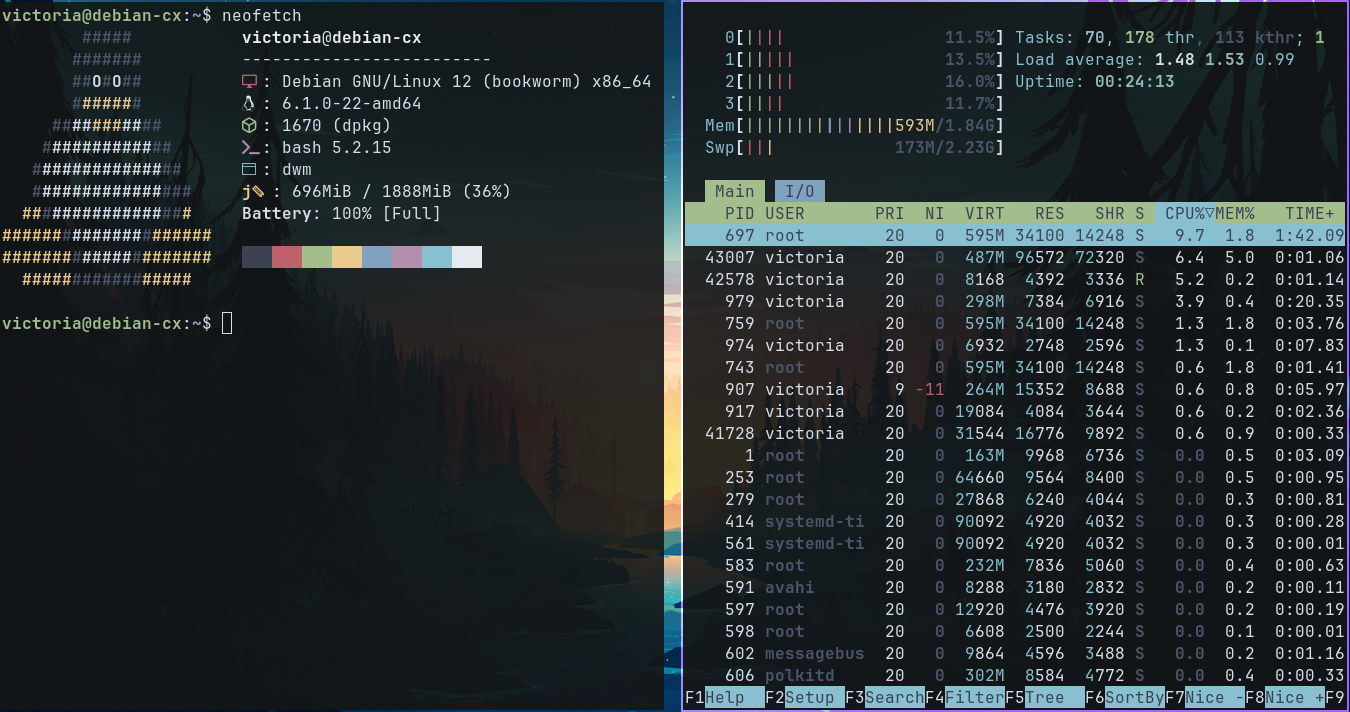 victoria@debian-cx:~$ neofetch
#####
#######
##O#O##
#######
###########
#############
###############
################
###################
#####################
#####################
#################
victoria@debian-cx
-------------------------
: Debian GNU/Linux 12 (bookworm) x86_64
: 6.1.0-22-amd64
: 1670 (dpkg)
: bash 5.2.15
: dwm
: 696MiB / 1888MiB (36%)
Battery: 100% [Full]
victoria@debian-cx:~$
0[|||| 11.5%] Tasks: 70, 178 thr, 113 kthr; 1
1[||||| 13.5%] Load average: 1.48 1.53 0.99
2[||||| 16.0%] Uptime: 00:24:13
3[|||| 11.7%]
Mem[|||||||||||||||593M/1.84G]
Swp[||| 173M/2.23G]
Main I/O
PID USER PRI NI VIRT RES SHR S CPU%▽MEM% TIME+
697 root 20 0 595M 34100 14248 S 9.7 1.8 1:42.09
43007 victoria 20 0 487M 96572 72320 S 6.4 5.0 0:01.06
42578 victoria 20 0 8168 4392 3336 R 5.2 0.2 0:01.14
979 victoria 20 0 298M 7384 6916 S 3.9 0.4 0:20.35
759 root 20 0 595M 34100 14248 S 1.3 1.8 0:03.76
974 victoria 20 0 6932 2748 2596 S 1.3 0.1 0:07.83
743 root 20 0 595M 34100 14248 S 0.6 1.8 0:01.41
907 victoria 9 -11 264M 15352 8688 S 0.6 0.8 0:05.97
917 victoria 20 0 19084 4084 3644 S 0.6 0.2 0:02.36
41728 victoria 20 0 31544 16776 9892 S 0.6 0.9 0:00.33
1 root 20 0 163M 9968 6736 S 0.0 0.5 0:03.09
253 root 20 0 64660 9564 8400 S 0.0 0.5 0:00.95
279 root 20 0 27868 6240 4044 S 0.0 0.3 0:00.81
414 systemd-ti 20 0 90092 4920 4032 S 0.0 0.3 0:00.28
561 systemd-ti 20 0 90092 4920 4032 S 0.0 0.3 0:00.01
583 root 20 0 232M 7836 5060 S 0.0 0.4 0:00.63
591 avahi 20 0 8288 3180 2832 S 0.0 0.2 0:00.11
597 root 20 0 12920 4476 3920 S 0.0 0.2 0:00.19
598 root 20 0 6608 2500 2244 S 0.0 0.1 0:00.01
602 messagebus 20 0 9864 4596 3488 S 0.0 0.2 0:01.16
606 polkitd 20 0 302M 8584 4772 S 0.0 0.4 0:00.33
F1Help F2Setup F3SearchF4FilterF5Tree F6SortByF7Nice -F8Nice +F9